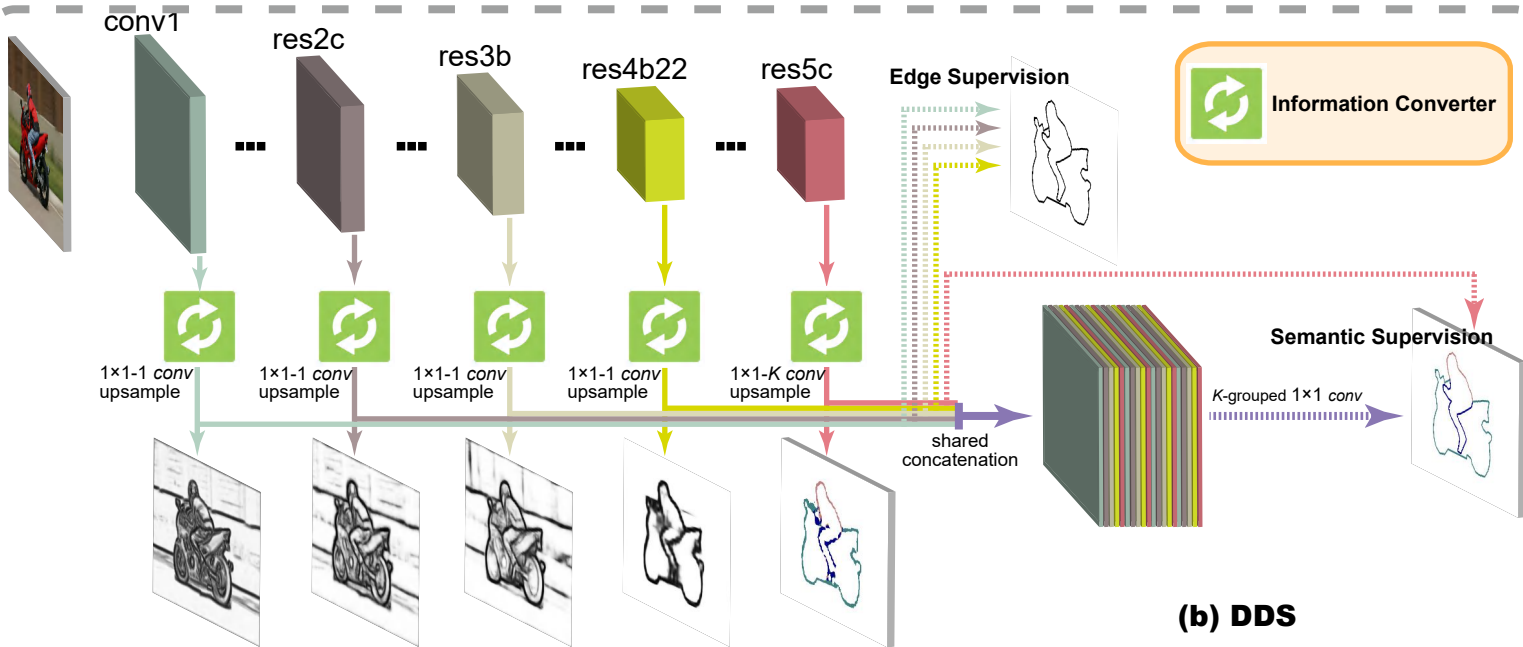 conv1
res2c
res3b
res4b22
res5c
Edge Supervision
Information Converter
1×1-1 conv
upsample
1×1-1 conv
upsample
1×1-1 conv
upsample
1×1-1 conv
upsample
1×1-K conv
upsample
shared
concatenation
Semantic Supervision
K-grouped 1×1 conv
(b) DDS